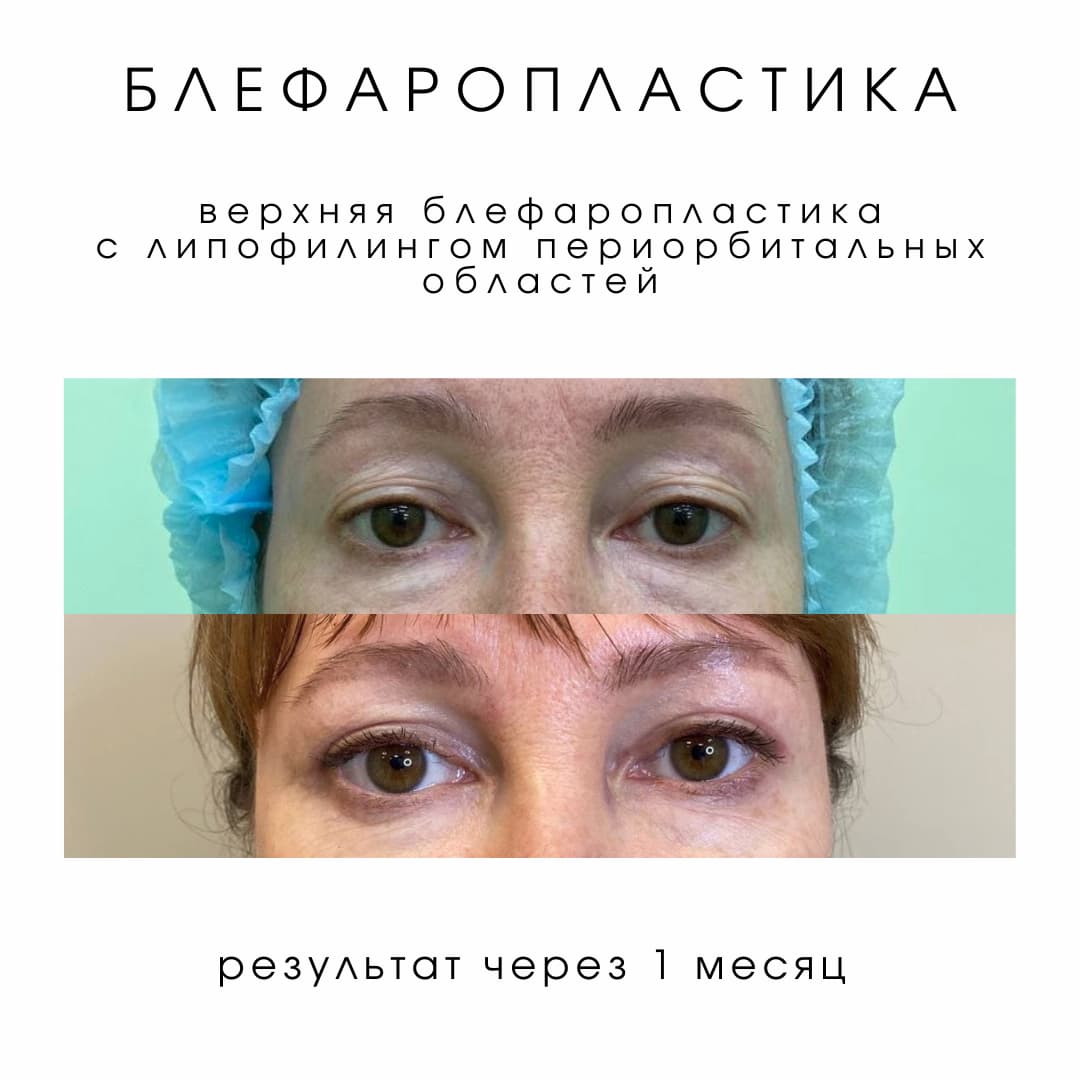 БЛЕФАРОПЛАСТИКА
верхняя блефаропластика
с липофилингом периорбитальных
областей
результат через 1 месяц